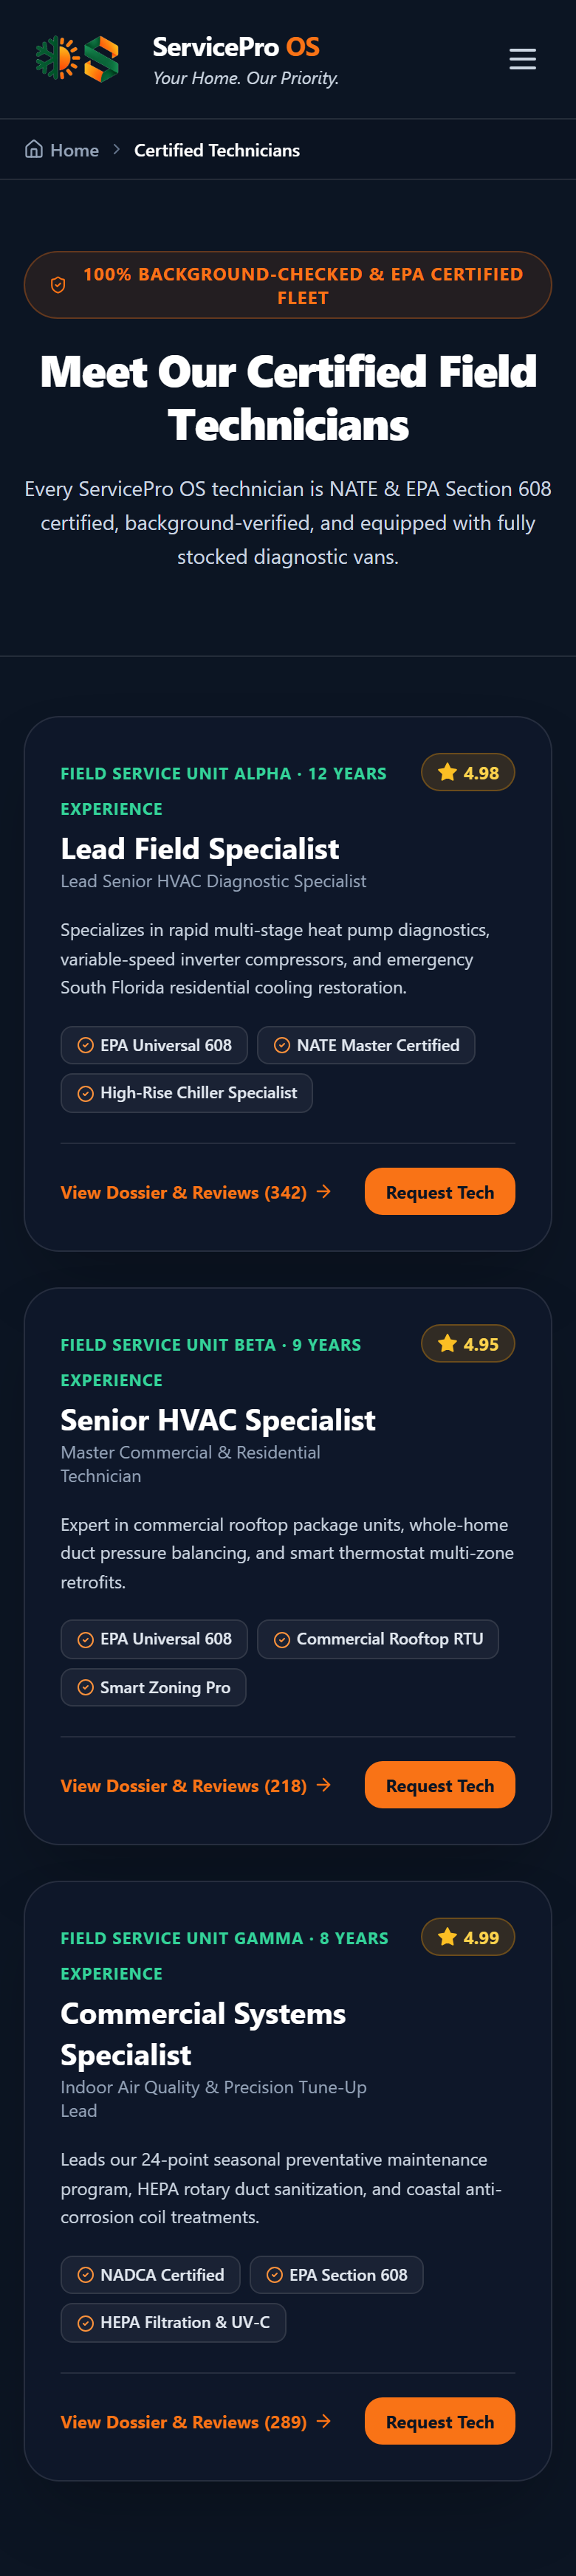 ServicePro OS
Your Home. Our Priority.
Home
Certified Technicians
100% BACKGROUND-CHECKED & EPA CERTIFIED
FLEET
Meet Our Certified Field
Technicians
Every ServicePro OS technician is NATE & EPA Section 608
certified, background-verified, and equipped with fully
stocked diagnostic vans.
FIELD SERVICE UNIT ALPHA · 12 YEARS
EXPERIENCE
4.98
Lead Field Specialist
Lead Senior HVAC Diagnostic Specialist
Specializes in rapid multi-stage heat pump diagnostics,
variable-speed inverter compressors, and emergency
South Florida residential cooling restoration.
EPA Universal 608
NATE Master Certified
High-Rise Chiller Specialist
View Dossier & Reviews (342) →
Request Tech
FIELD SERVICE UNIT BETA · 9 YEARS
EXPERIENCE
4.95
Senior HVAC Specialist
Master Commercial & Residential
Technician
Expert in commercial rooftop package units, whole-home
duct pressure balancing, and smart thermostat multi-zone
retrofits.
EPA Universal 608
Commercial Rooftop RTU
Smart Zoning Pro
View Dossier & Reviews (218) →
Request Tech
FIELD SERVICE UNIT GAMMA · 8 YEARS
EXPERIENCE
4.99
Commercial Systems
Specialist
Indoor Air Quality & Precision Tune-Up
Lead
Leads our 24-point seasonal preventative maintenance
program, HEPA rotary duct sanitization, and coastal anti-
corrosion coil treatments.
NADCA Certified
EPA Section 608
HEPA Filtration & UV-C
View Dossier & Reviews (289) →
Request Tech